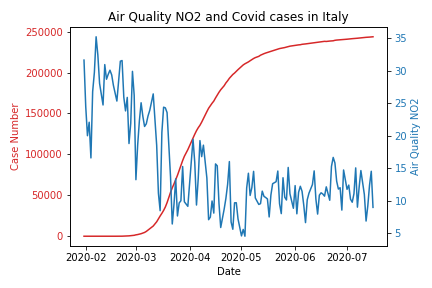 Air Quality NO2 and Covid cases in Italy
250000
200000
150000
100000
50000
0
Case Number
35
30
25
20
15
10
5
Air Quality NO2
2020-02 2020-03 2020-04 2020-05 2020-06 2020-07
Date